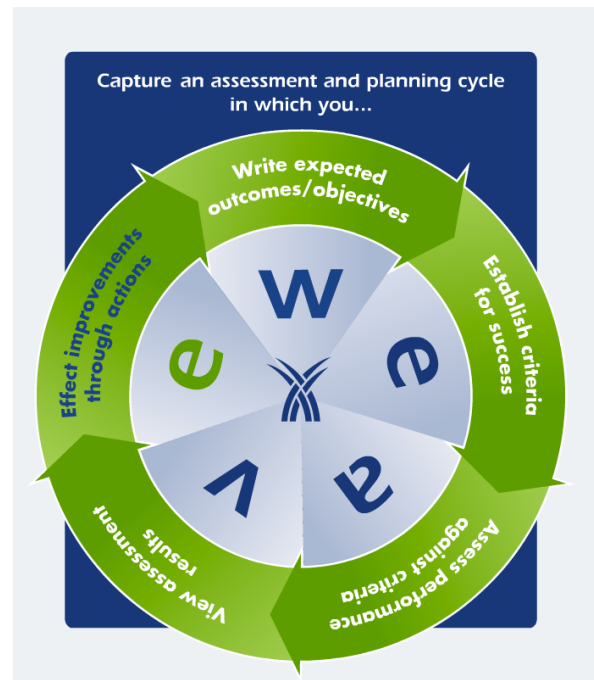 Capture an assessment and planning cycle
in which you...
Write expected
outcomes/objectives
Establish criteria
for success
Assess performance
against criteria
View assessment
results
Effect improvements
through actions
w
e
a
v
e